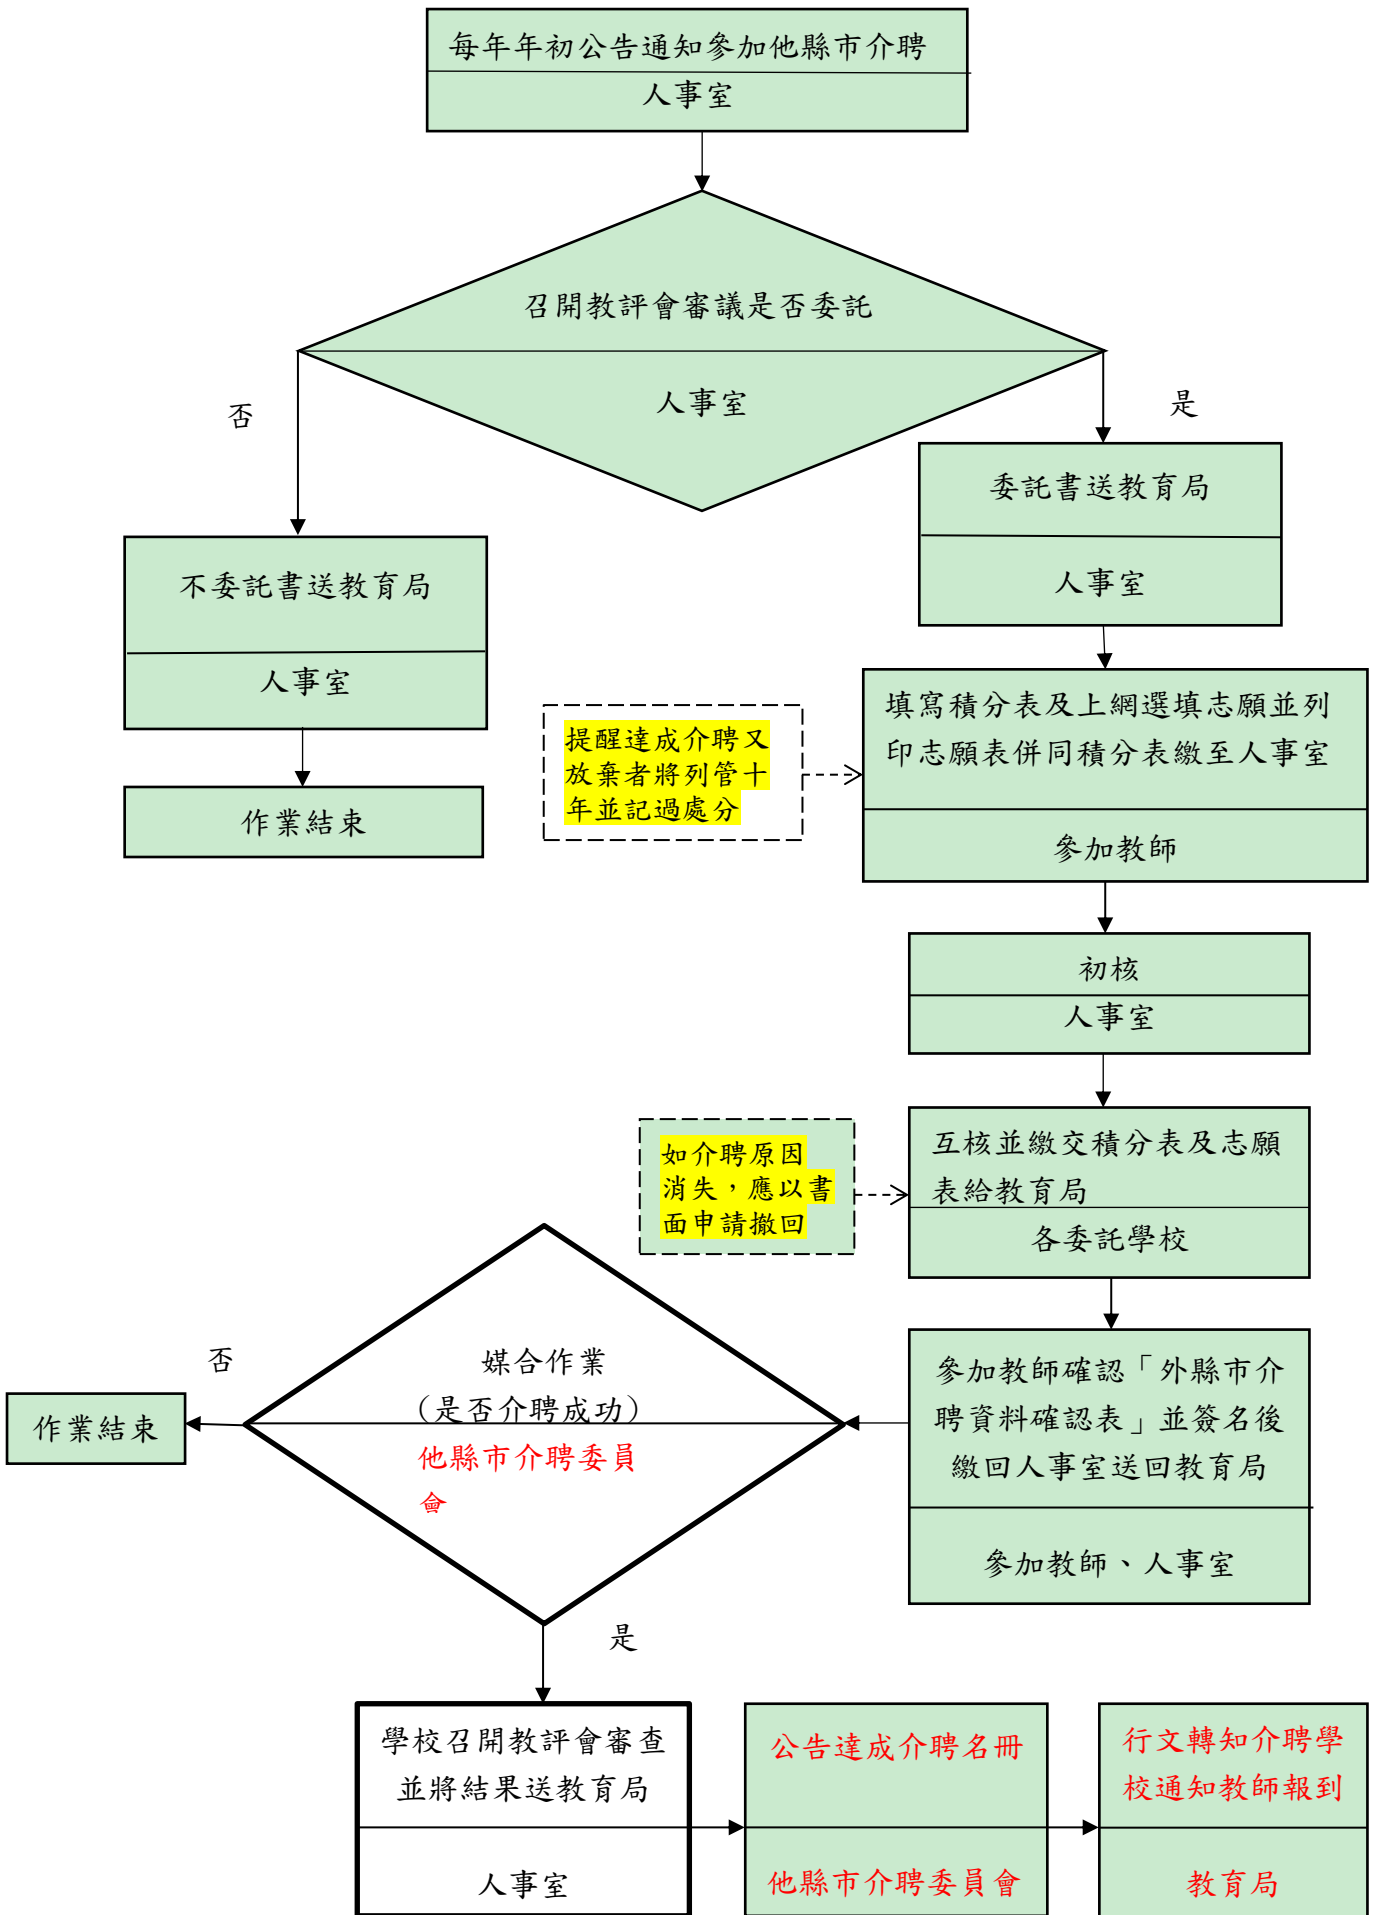 每年年初公告通知參加他縣市介聘
人事室
召開教評會審議是否委託
人事室
否
是
委託書送教育局
人事室
不委託書送教育局
人事室
作業結束
填寫積分表及上網選填志願並列
印志願表併同積分表繳至人事室
參加教師
提醒達成介聘又
放棄者將列管十
年並記過處分
初核
人事室
互核並繳交積分表及志願
表給教育局
各委託學校
如介聘原因
消失，應以書
面申請撤回
參加教師確認「外縣市介
聘資料確認表」並簽名後
繳回人事室送回教育局
參加教師、人事室
媒合作業
(是否介聘成功)
他縣市介聘委員
會
否
作業結束
是
學校召開教評會審查
並將結果送教育局
人事室
公告達成介聘名冊
他縣市介聘委員會
行文轉知介聘學
校通知教師報到
教育局